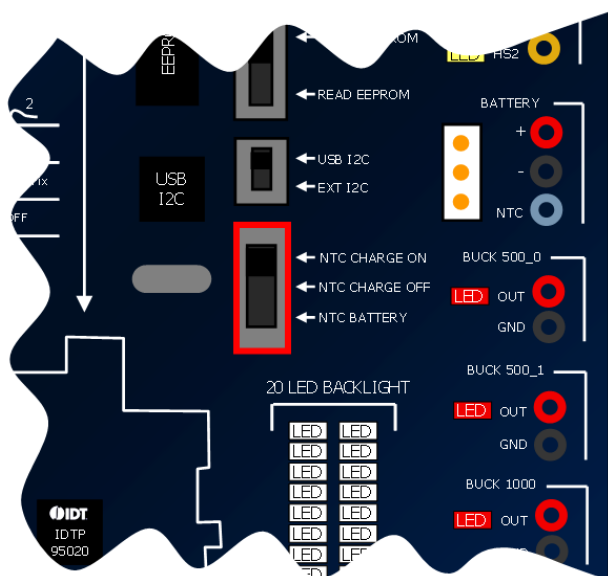 LED
HS2
EEPR
ROM
READ EEPROM
BATTERY
+
-
NTC
2
USB I2C
EXT I2C
USB
I2C
OFF
NTC CHARGE ON
NTC CHARGE OFF
NTC BATTERY
BUCK 500_0
LED OUT
GND
BUCK 500_1
LED OUT
GND
20 LED BACKLIGHT
LED LED
LED LED
LED LED
LED LED
LED LED
LED LED
LED LED
LED
BUCK 1000
LED OUT
IDT
IDTP
95020